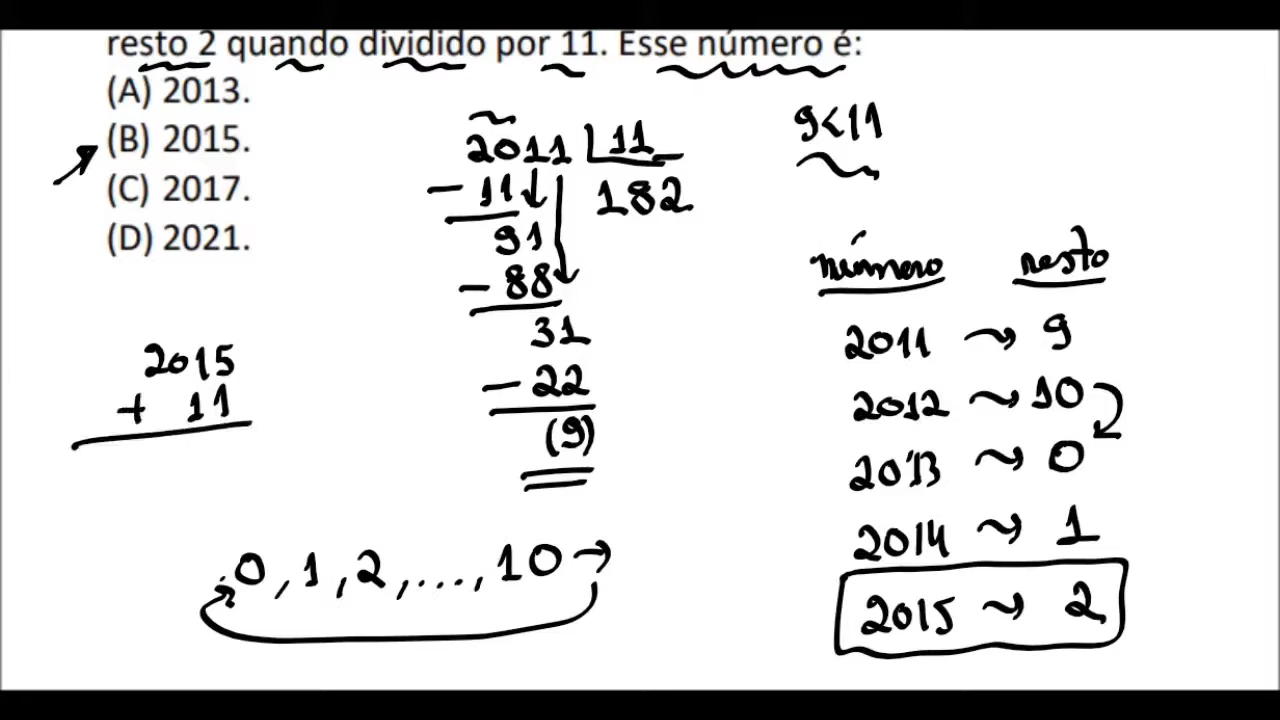 resto 2 quando dividido por 11. Esse número é:
(A) 2013.
(B) 2015.
(C) 2017.
(D) 2021.
2011 11
- 11 182
91
- 88
31
- 22
(9)
9<11
número resto
2011 → 9
2012 → 10
2013 → 0
2014 → 1
2015 → 2
2015
+ 11
0, 1, 2, ..., 10 →